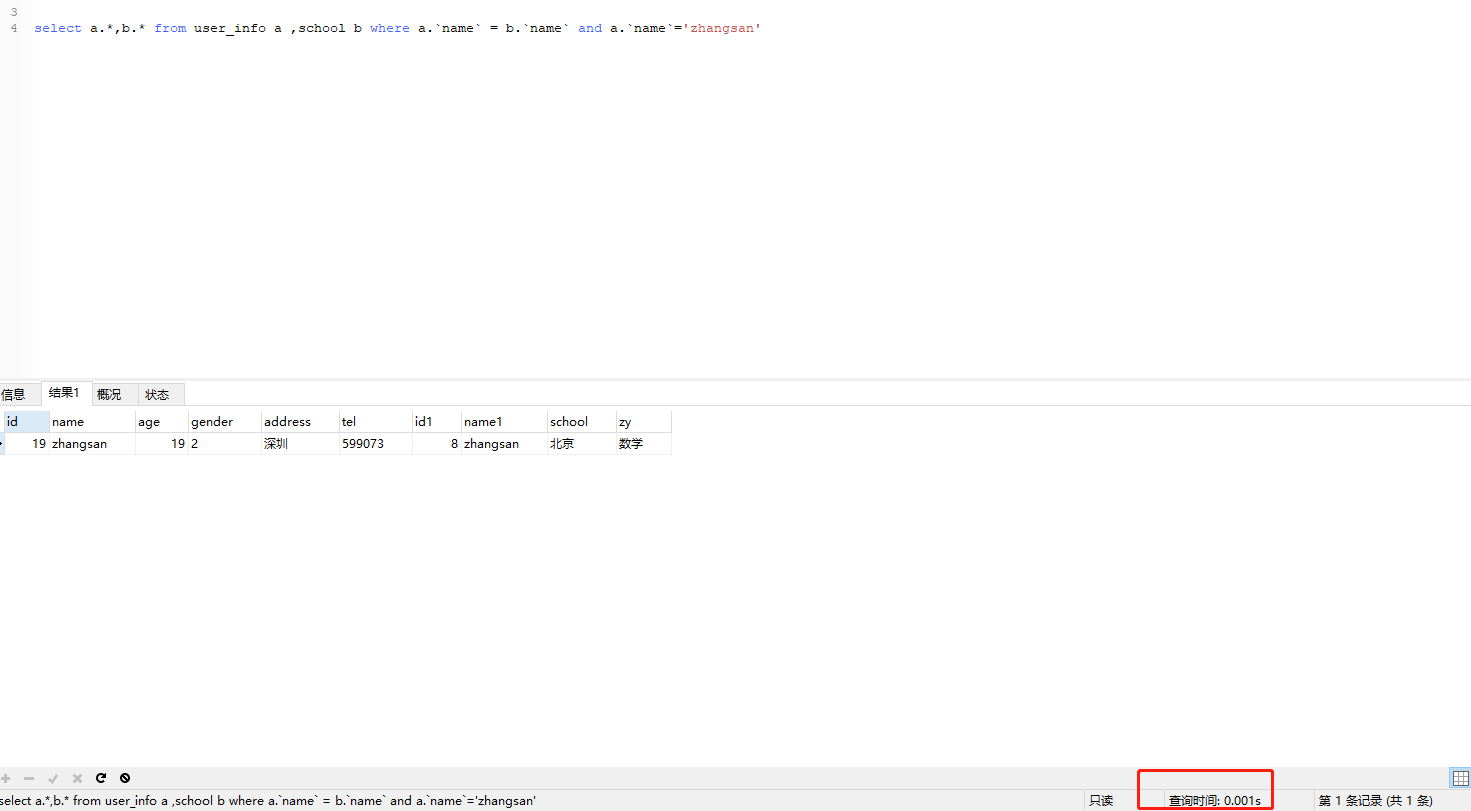 3
4 select a.*,b.* from user_info a ,school b where a.`name` = b.`name` and a.`name`='zhangsan'
信息 结果1 概况 状态
id name age gender address tel id1 name1 school zy
19 zhangsan 19 2 深圳 599073 8 zhangsan 北京 数学
select a.*,b.* from user_info a ,school b where a.`name` = b.`name` and a.`name`='zhangsan' 只读 查询时间: 0.001s 第 1 条记录 (共 1 条)